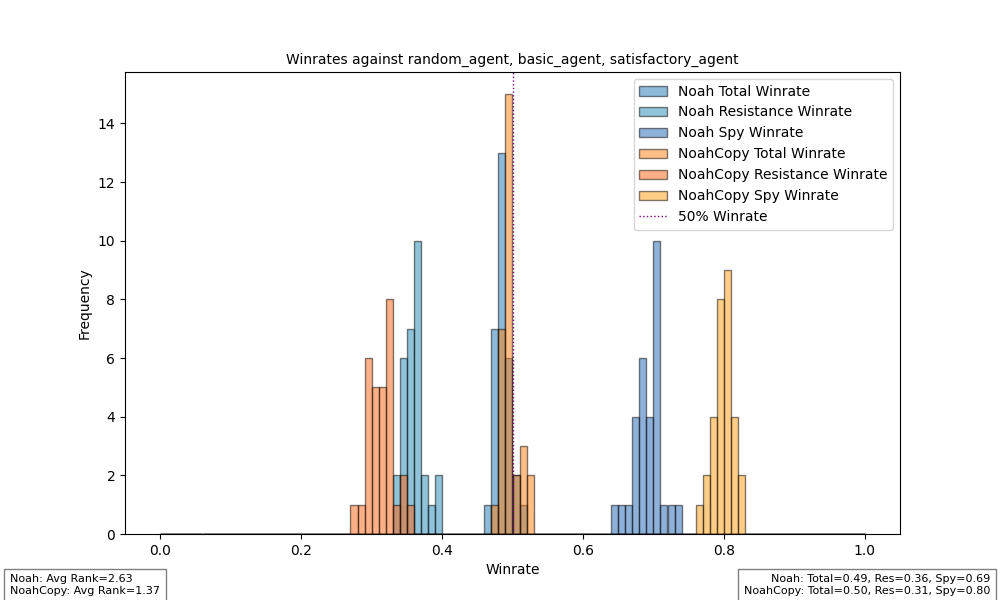 Winrates against random_agent, basic_agent, satisfactory_agent
Noah Total Winrate
Noah Resistance Winrate
Noah Spy Winrate
NoahCopy Total Winrate
NoahCopy Resistance Winrate
NoahCopy Spy Winrate
50% Winrate
Frequency
14
12
10
8
6
4
2
0
0.0 0.2 0.4 0.6 0.8 1.0
Winrate
Noah: Avg Rank=2.63
NoahCopy: Avg Rank=1.37
Noah: Total=0.49, Res=0.36, Spy=0.69
NoahCopy: Total=0.50, Res=0.31, Spy=0.80